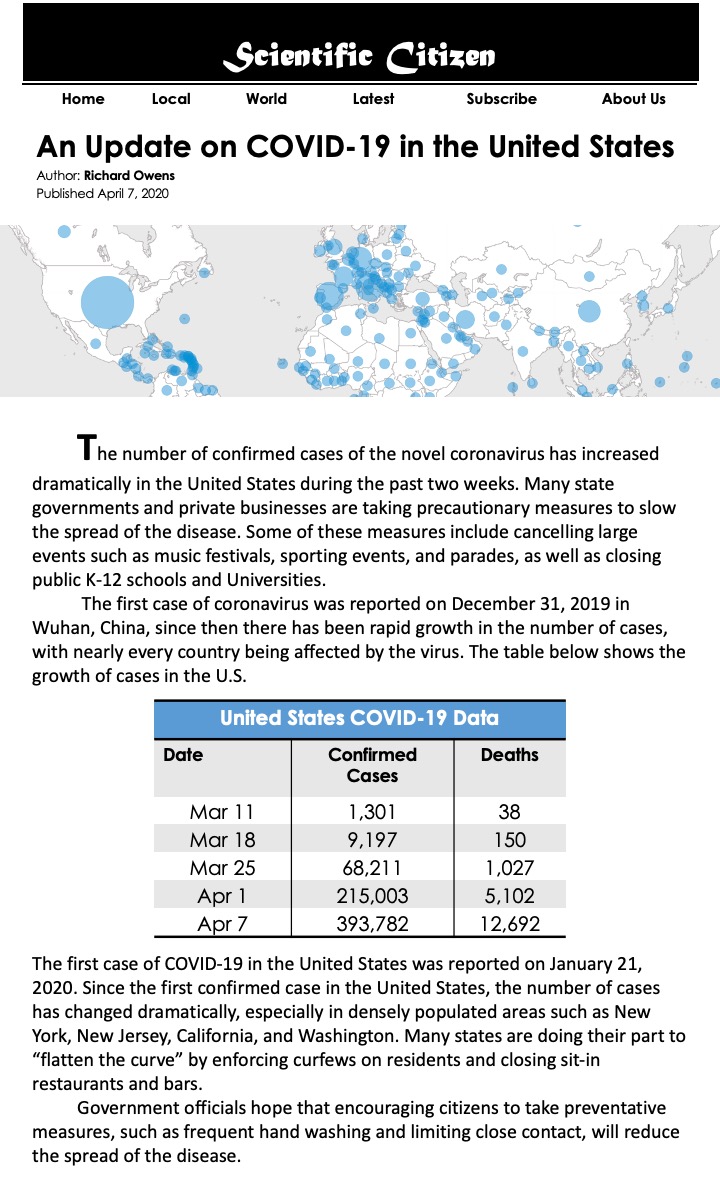 Scientific Citizen
Home Local World Latest Subscribe About Us
An Update on COVID-19 in the United States
Author: Richard Owens
Published April 7, 2020
The number of confirmed cases of the novel coronavirus has increased
dramatically in the United States during the past two weeks. Many state
governments and private businesses are taking precautionary measures to slow
the spread of the disease. Some of these measures include cancelling large
events such as music festivals, sporting events, and parades, as well as closing
public K-12 schools and Universities.
The first case of coronavirus was reported on December 31, 2019 in
Wuhan, China, since then there has been rapid growth in the number of cases,
with nearly every country being affected by the virus. The table below shows the
growth of cases in the U.S.
United States COVID-19 Data
Date Confirmed Cases Deaths
Mar 11 1,301 38
Mar 18 9,197 150
Mar 25 68,211 1,027
Apr 1 215,003 5,102
Apr 7 393,782 12,692
The first case of COVID-19 in the United States was reported on January 21,
2020. Since the first confirmed case in the United States, the number of cases
has changed dramatically, especially in densely populated areas such as New
York, New Jersey, California, and Washington. Many states are doing their part to
“flatten the curve” by enforcing curfews on residents and closing sit-in
restaurants and bars.
Government officials hope that encouraging citizens to take preventative
measures, such as frequent hand washing and limiting close contact, will reduce
the spread of the disease.